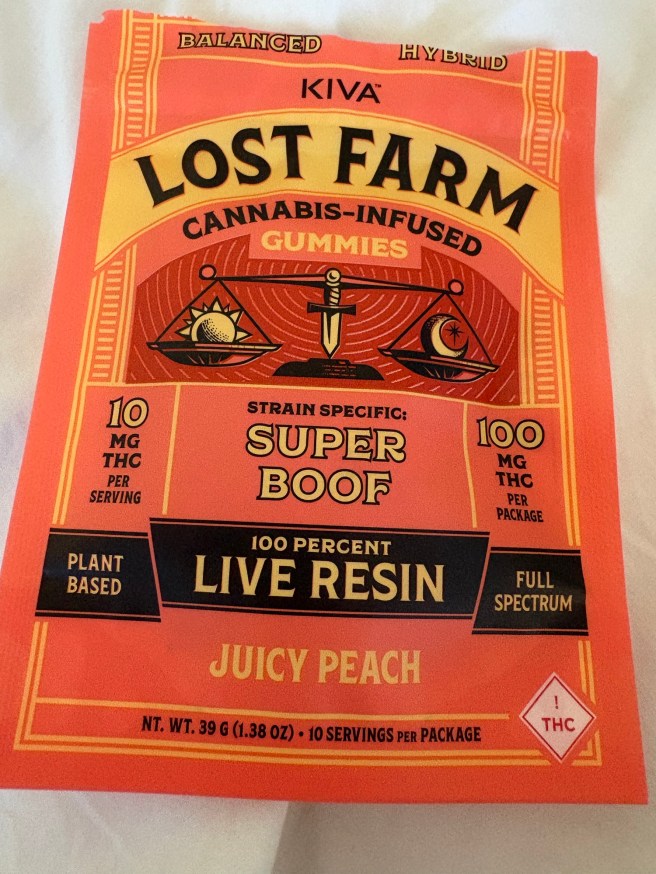 BALANCED HYBRID
KIVA™
LOST FARM
CANNABIS-INFUSED
GUMMIES
10
MG
THC
PER
SERVING
STRAIN SPECIFIC:
SUPER
BOOF
100
MG
THC
PER
PACKAGE
PLANT
BASED
100 PERCENT
LIVE RESIN
FULL
SPECTRUM
JUICY PEACH
NT. WT. 39 G (1.38 OZ) • 10 SERVINGS PER PACKAGE
!
THC